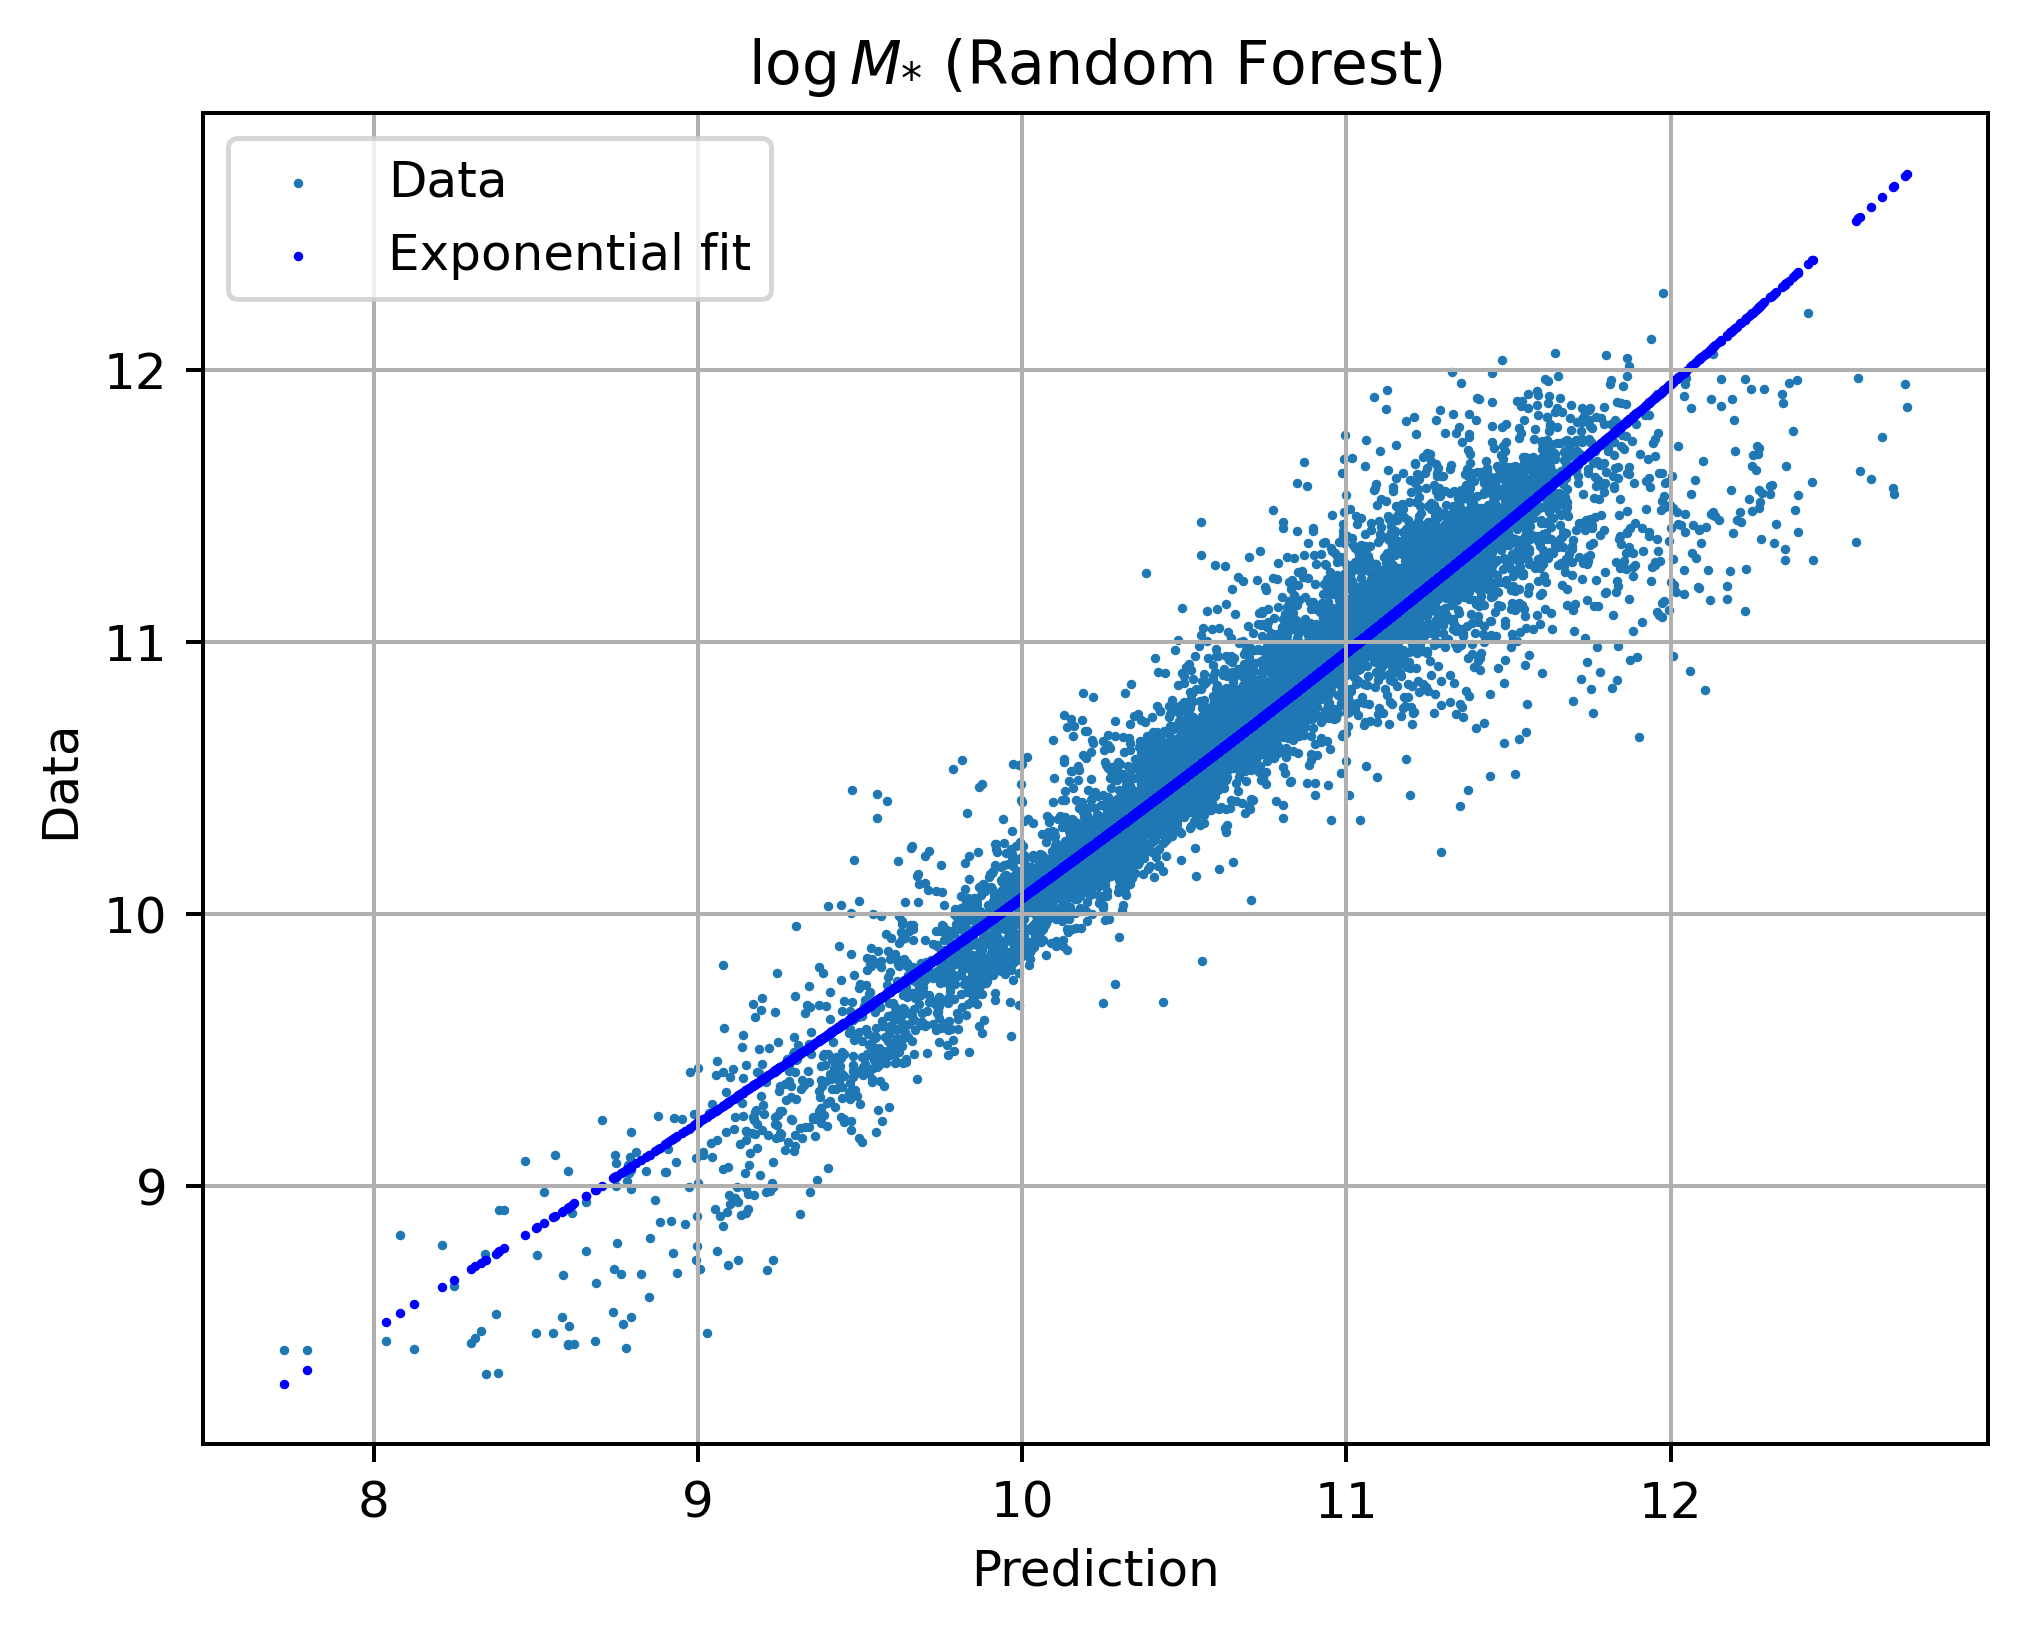 log M* (Random Forest)
Data
Exponential fit
12
11
10
9
Data
8 9 10 11 12
Prediction